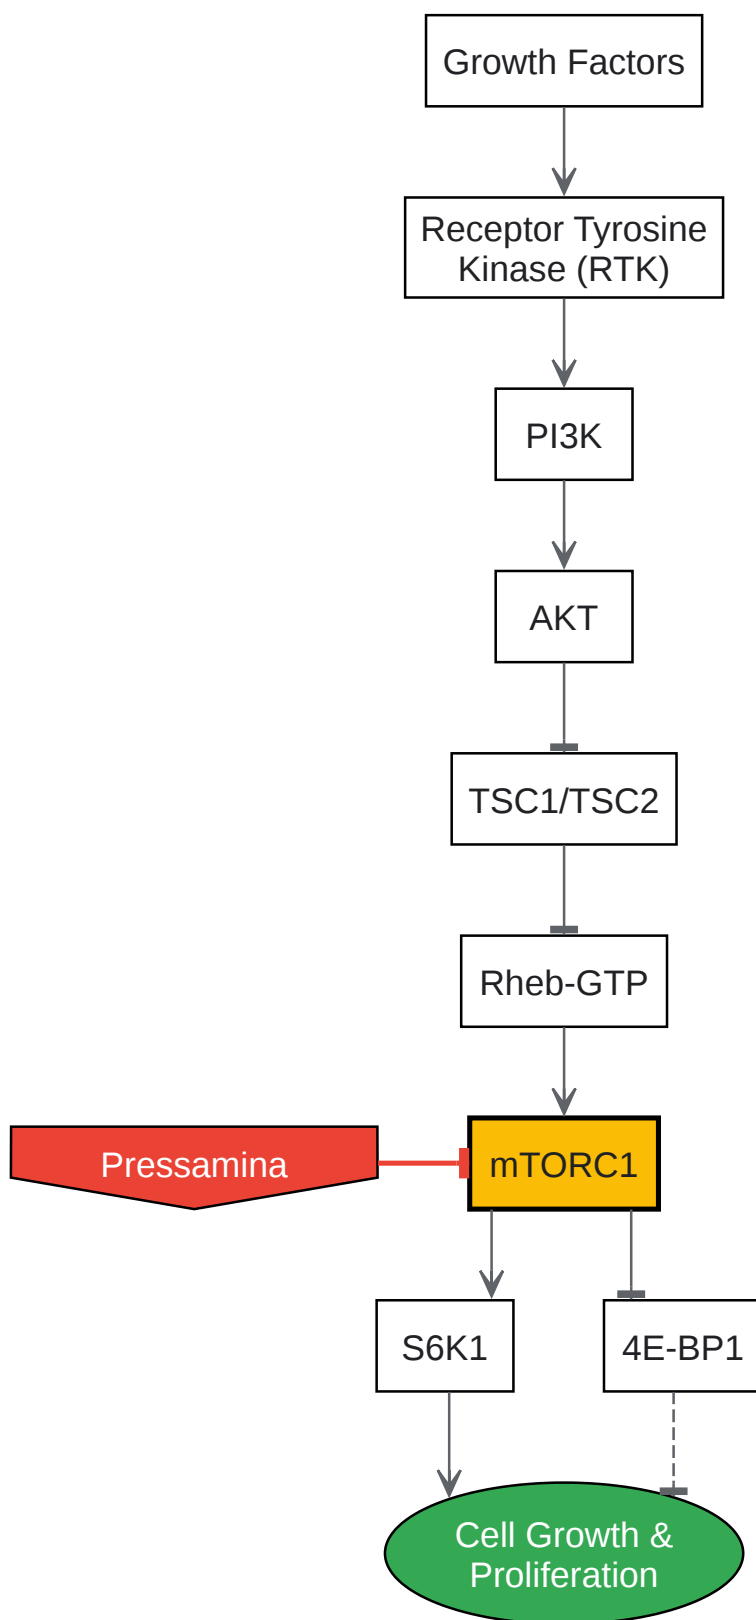 Growth Factors
Receptor Tyrosine
Kinase (RTK)
PI3K
AKT
TSC1/TSC2
Rheb-GTP
Pressamina
mTORC1
S6K1
4E-BP1
Cell Growth &
Proliferation